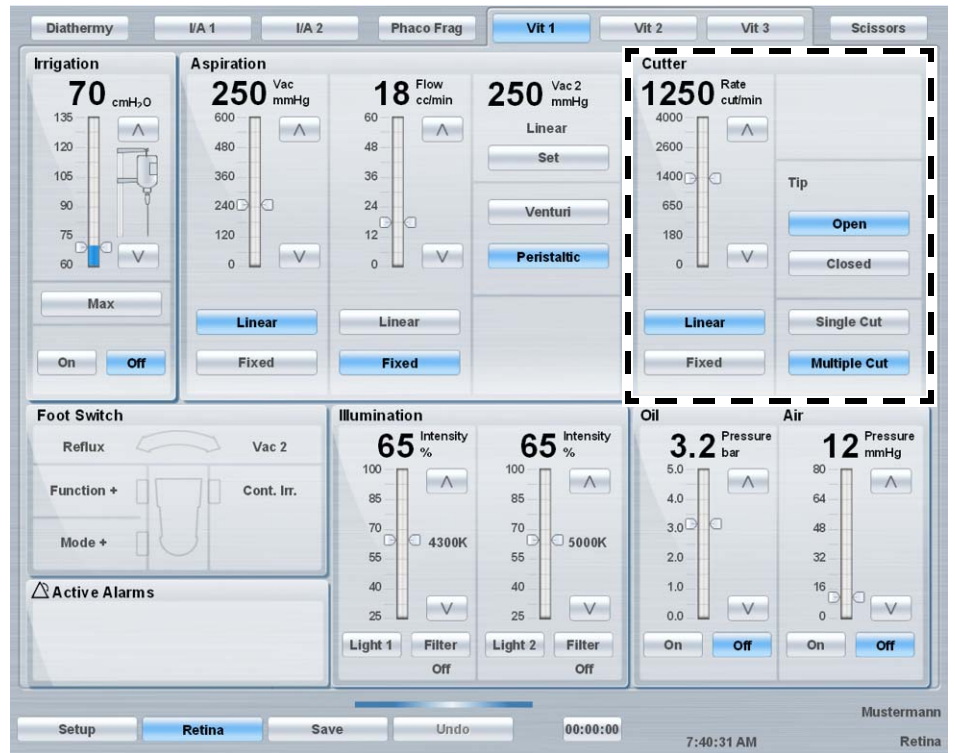 Diathermy I/A 1 I/A 2 Phaco Frag Vit 1 Vit 2 Vit 3 Scissors
Irrigation
70 cmH₂O
135
120
105
90
75
60
∧
∨
Max
On Off
Aspiration
250 Vac mmHg
600
480
360
240
120
0
∧
∨
Linear
Fixed
18 Flow cc/min
60
48
36
24
12
0
∧
∨
Linear
Fixed
250 Vac 2 mmHg
Linear
Set
Venturi
Peristaltic
Cutter
1250 Rate cut/min
4000
2600
1400
650
180
0
∧
∨
Linear
Fixed
Tip
Open
Closed
Single Cut
Multiple Cut
Foot Switch
Reflux Vac 2
Function + Cont. Irr.
Mode +
Active Alarms
Illumination
65 Intensity %
100
85
70
55
40
25
∧
4300K
∨
Light 1 Filter
Off
65 Intensity %
100
85
70
55
40
25
∧
5000K
∨
Light 2 Filter
Off
Oil
3.2 Pressure bar
5.0
4.0
3.0
2.0
1.0
0.0
∧
∨
On Off
Air
12 Pressure mmHg
80
64
48
32
16
0
∧
∨
On Off
Setup Retina Save Undo 00:00:00
7:40:31 AM
Mustermann
Retina